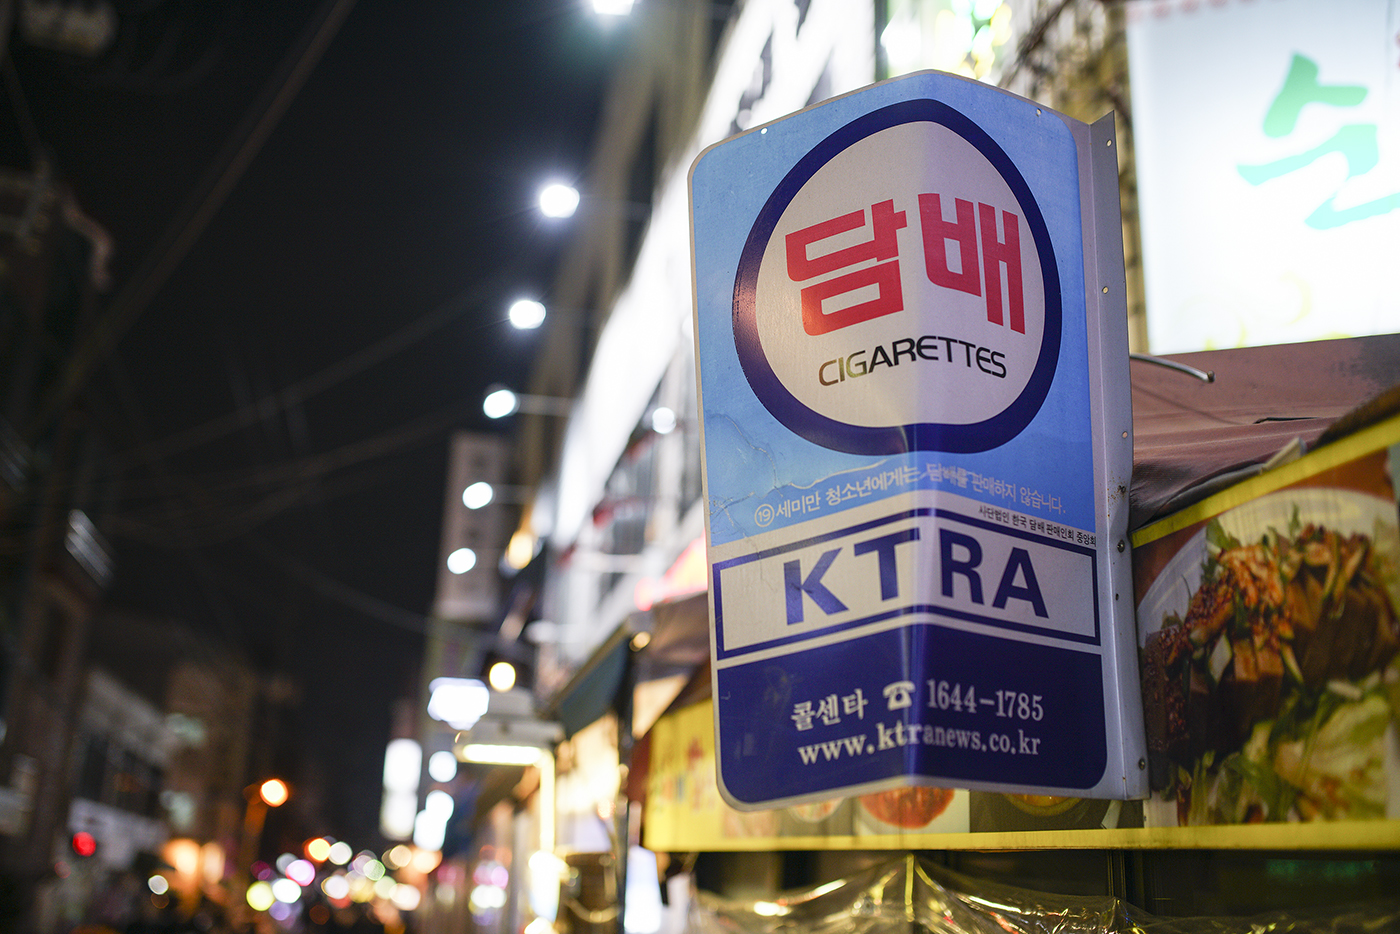 담배
CIGARETTES
⑲세미만 청소년에게는 담배를 판매하지 않습니다.
사단법인 한국 담배 판매인회 중앙회
KTRA
콜센타 ☎ 1644-1785
www.ktranews.co.kr